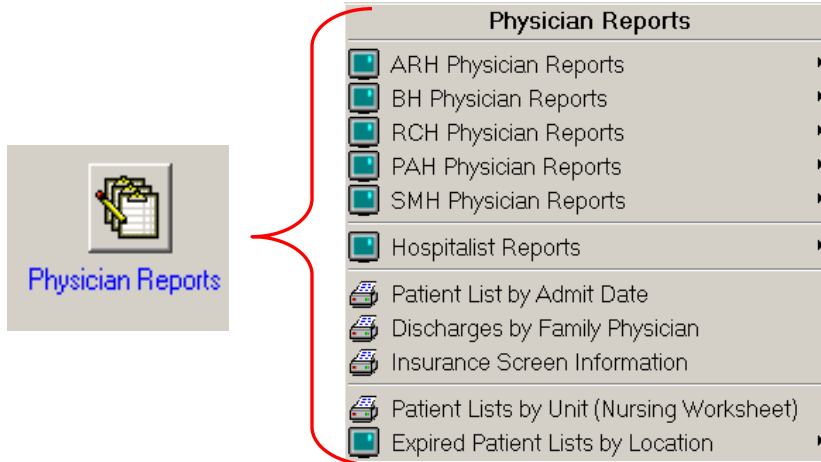 Physician Reports
Physician Reports
ARH Physician Reports
BH Physician Reports
RCH Physician Reports
PAH Physician Reports
SMH Physician Reports
Hospitalist Reports
Patient List by Admit Date
Discharges by Family Physician
Insurance Screen Information
Patient Lists by Unit (Nursing Worksheet)
Expired Patient Lists by Location